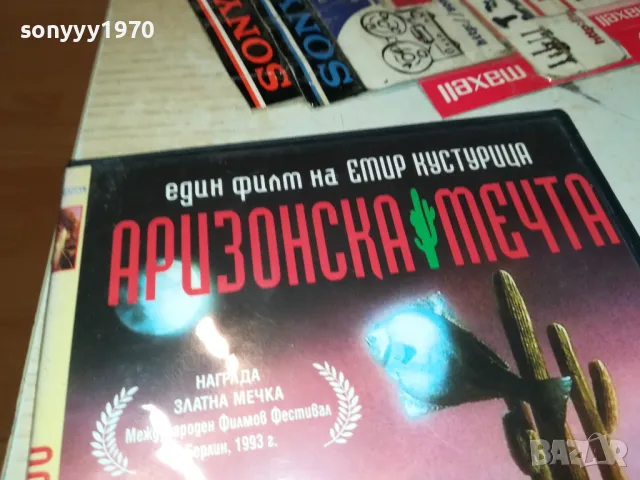 sonyyy1970
SONY
SONY
maxell
един филм на ЕМИР КУСТУРИЦА
АРИЗОНСКА МЕЧТА
НАГРАДА
ЗЛАТНА МЕЧКА
Международен Филмов Фестивал
Берлин, 1993 г.
BAZAR